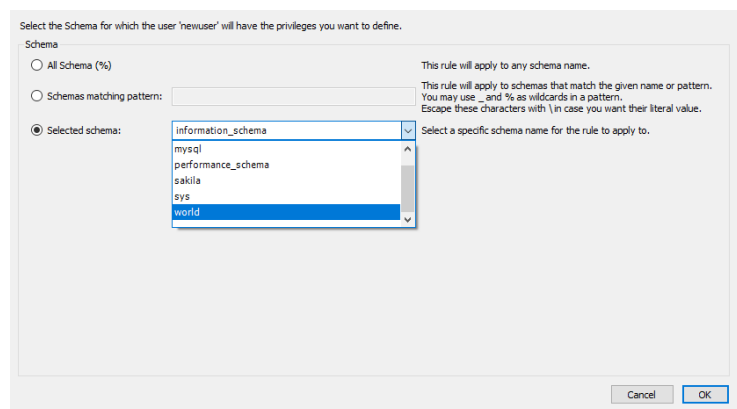 Select the Schema for which the user 'newuser' will have the privileges you want to define.
Schema
All Schema (%)
This rule will apply to any schema name.
Schemas matching pattern:
This rule will apply to schemas that match the given name or pattern.
You may use _ and % as wildcards in a pattern.
Escape these characters with \ in case you want their literal value.
Selected schema:
information_schema
Select a specific schema name for the rule to apply to.
mysql
performance_schema
sakila
sys
world
Cancel
OK